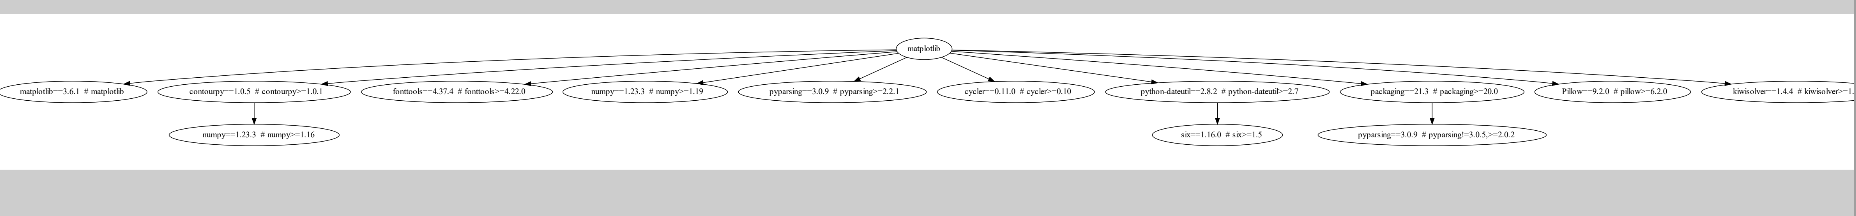 matplotlib
matplotlib==3.6.1 # matplotlib
contourpy==1.0.5 # contourpy>=1.0.1
fonttools==4.37.4 # fonttools>=4.22.0
numpy==1.23.3 # numpy>=1.19
pyparsing==3.0.9 # pyparsing>=2.2.1
cycler==0.11.0 # cycler>=0.10
python-dateutil==2.8.2 # python-dateutil>=2.7
packaging==21.3 # packaging>=20.0
Pillow==9.2.0 # pillow>=6.2.0
kiwisolver==1.4.4 # kiwisolver>=1.
numpy==1.23.3 # numpy>=1.16
six==1.16.0 # six>=1.5
pyparsing==3.0.9 # pyparsing!=3.0.5,>=2.0.2